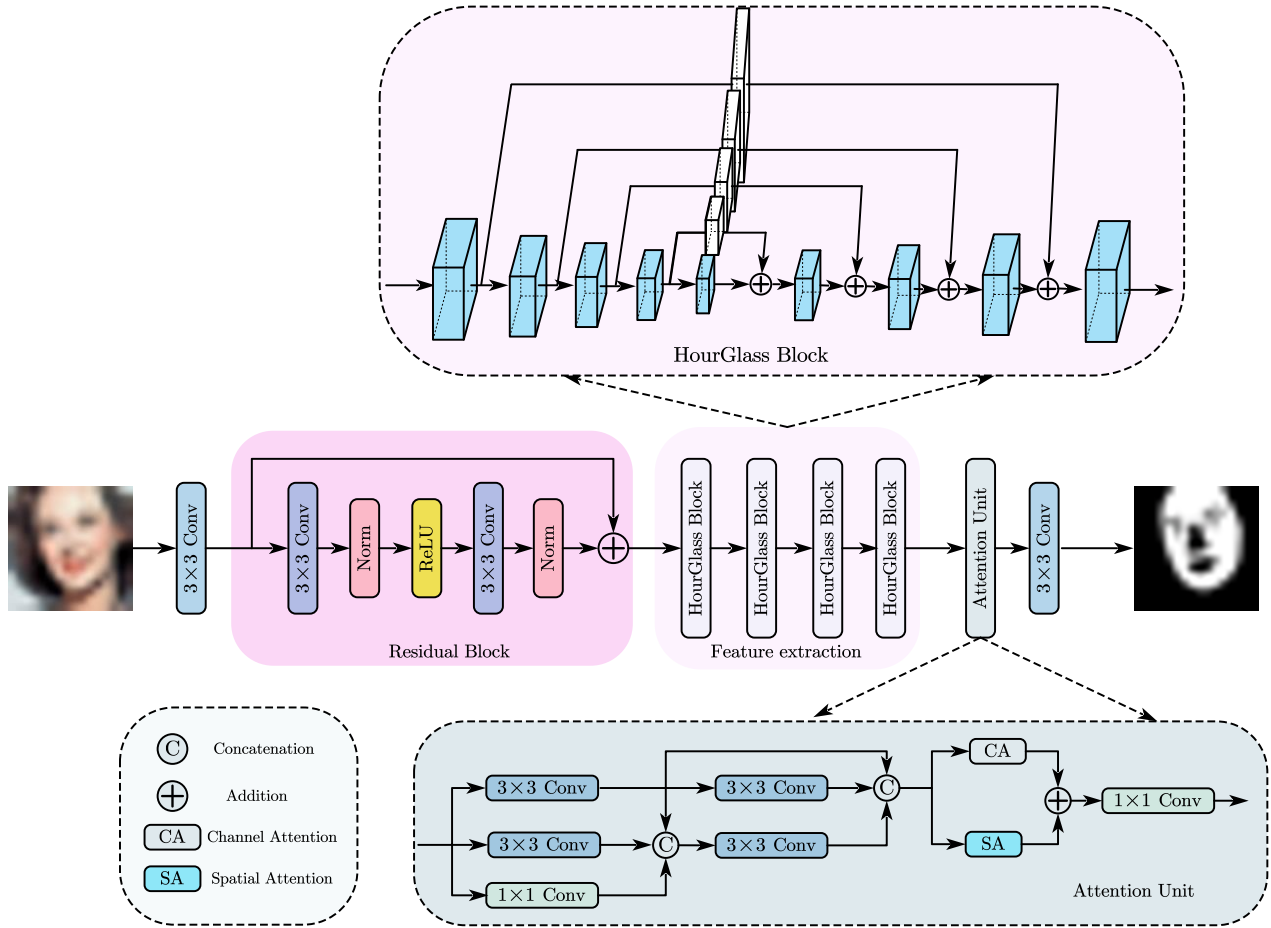 HourGlass Block
3×3 Conv
3×3 Conv
Norm
ReLU
3×3 Conv
Norm
Residual Block
HourGlass Block
HourGlass Block
HourGlass Block
HourGlass Block
Feature extraction
Attention Unit
3×3 Conv
C Concatenation
Addition
CA Channel Attention
SA Spatial Attention
3×3 Conv
3×3 Conv
C
CA
1×1 Conv
3×3 Conv
C
3×3 Conv
SA
1×1 Conv
Attention Unit